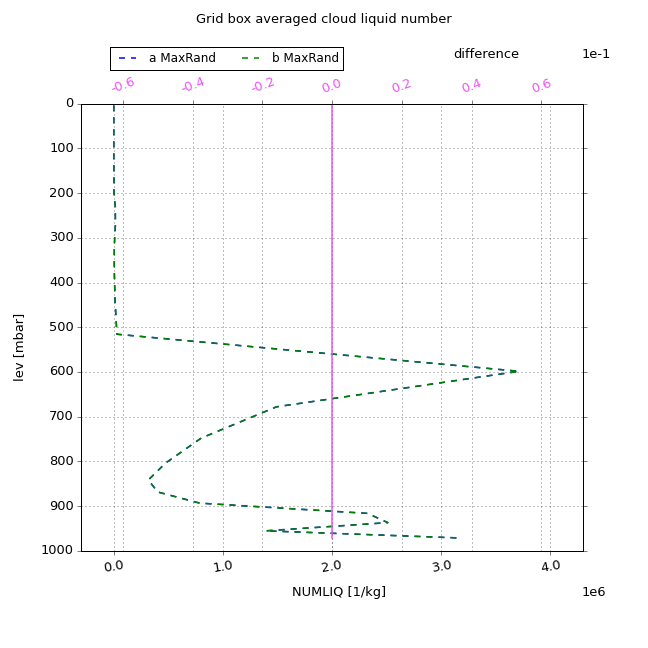 Grid box averaged cloud liquid number
a MaxRand b MaxRand
difference 1e-1
-0.6 -0.4 -0.2 0.0 0.2 0.4 0.6
0
100
200
300
400
500
600
700
800
900
1000
lev [mbar]
0.0 1.0 2.0 3.0 4.0
NUMLIQ [1/kg] 1e6